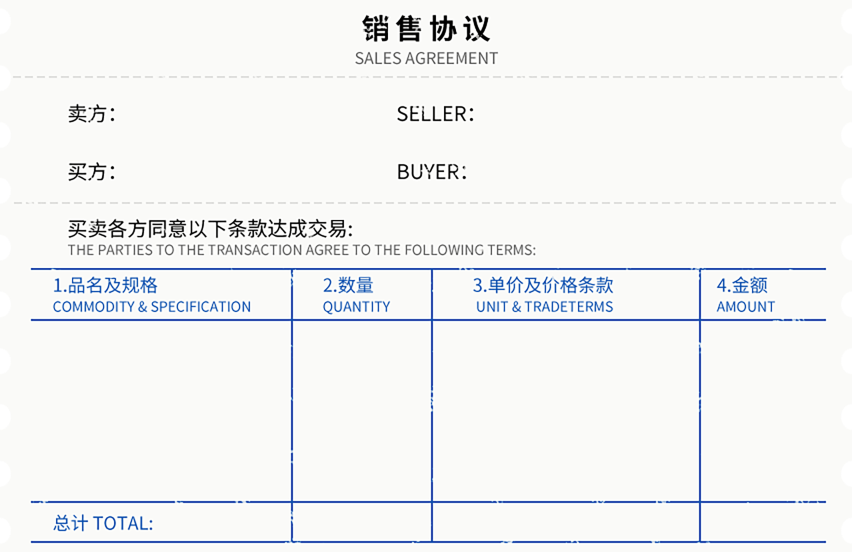 销售协议
SALES AGREEMENT
卖方： SELLER：
买方： BUYER：
买卖各方同意以下条款达成交易:
THE PARTIES TO THE TRANSACTION AGREE TO THE FOLLOWING TERMS:
1.品名及规格 2.数量 3.单价及价格条款 4.金额
COMMODITY & SPECIFICATION QUANTITY UNIT & TRADETERMS AMOUNT
总计 TOTAL: